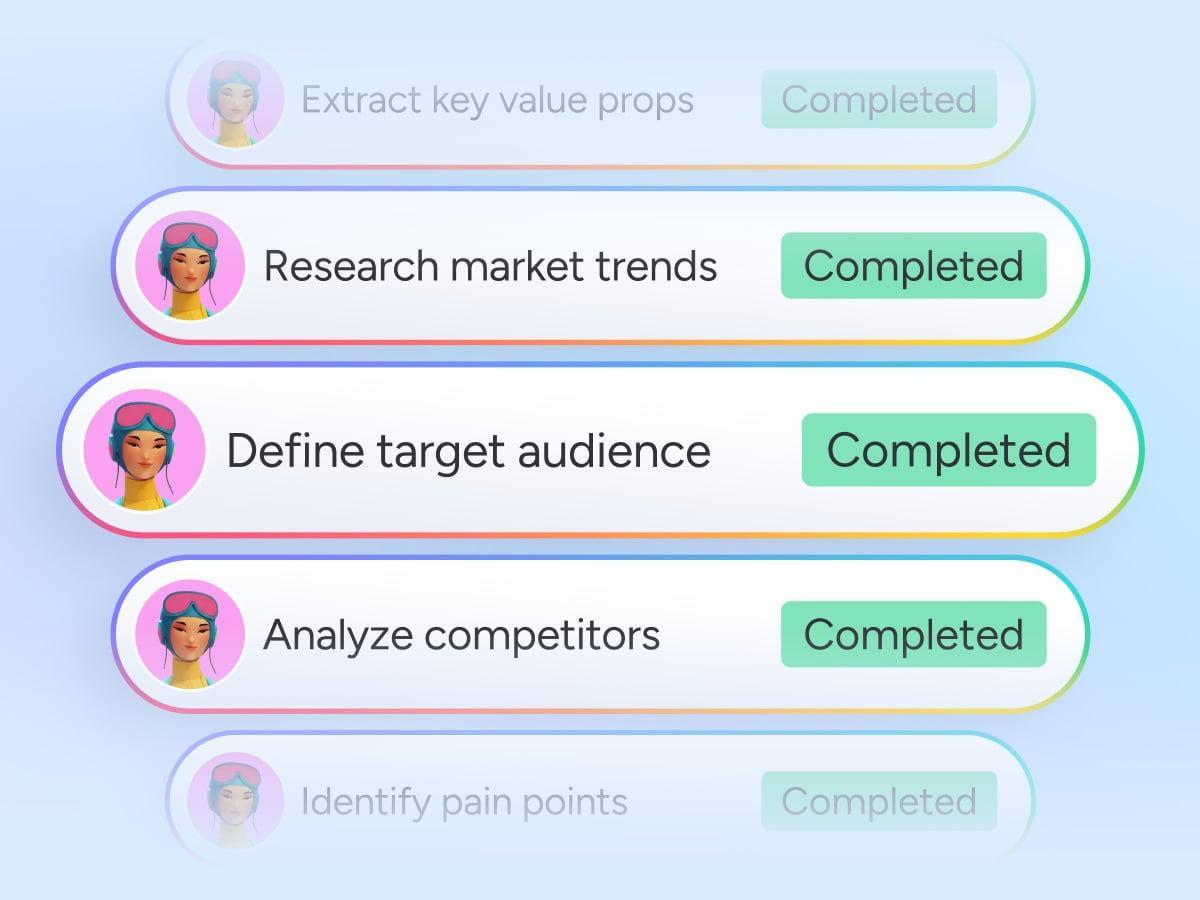 Extract key value props Completed
Research market trends Completed
Define target audience Completed
Analyze competitors Completed
Identify pain points Completed